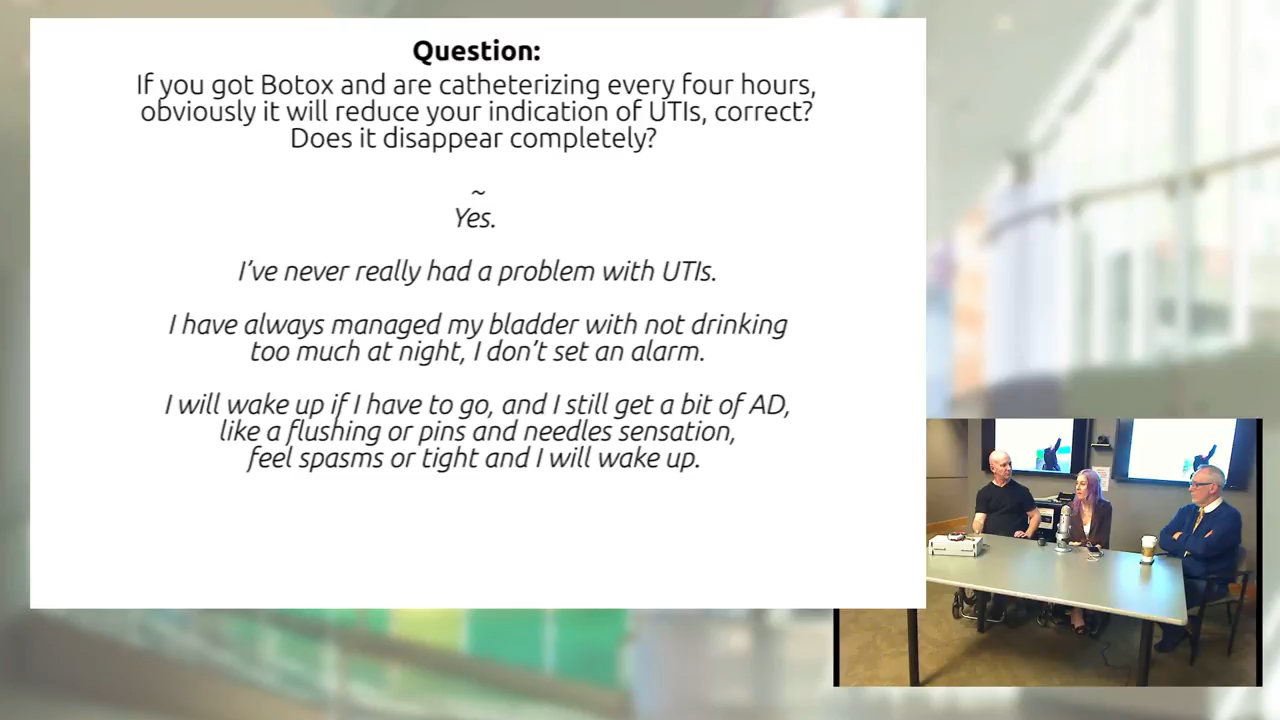 Question:
If you got Botox and are catheterizing every four hours,
obviously it will reduce your indication of UTIs, correct?
Does it disappear completely?
~
Yes.
I've never really had a problem with UTIs.
I have always managed my bladder with not drinking
too much at night, I don't set an alarm.
I will wake up if I have to go, and I still get a bit of AD,
like a flushing or pins and needles sensation,
feel spasms or tight and I will wake up.